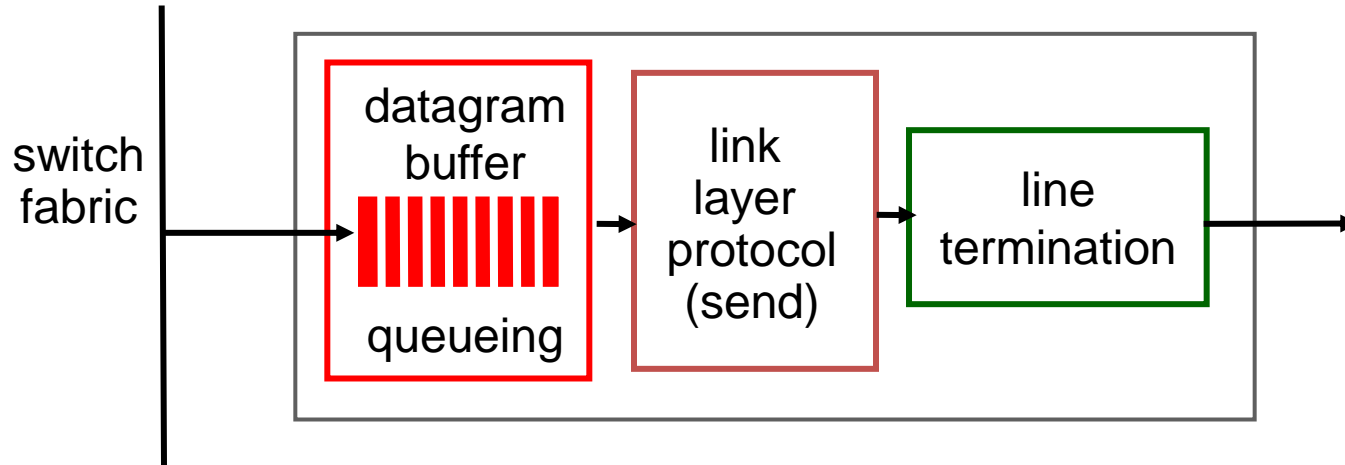 switch
fabric
datagram
buffer
queueing
link
layer
protocol
(send)
line
termination